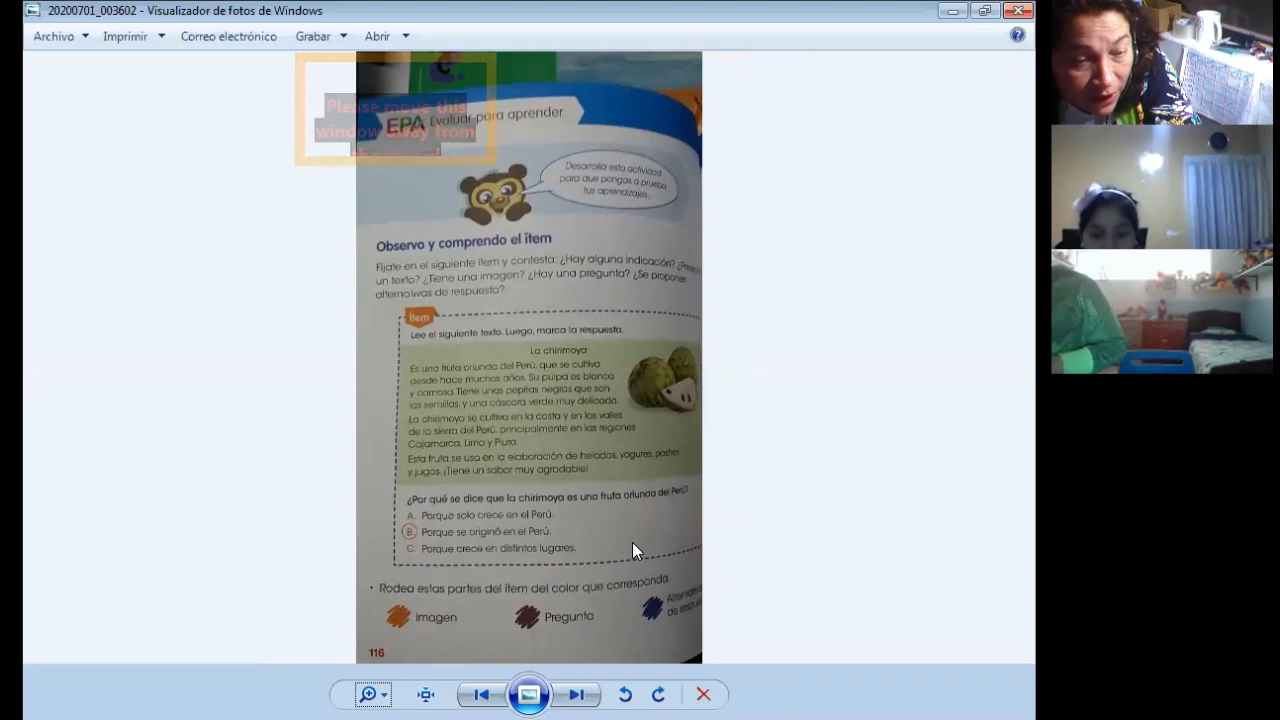 20200701_003602 - Visualizador de fotos de Windows
Archivo Imprimir Correo electrónico Grabar Abrir
Please move this
window away from
EPA Evaluar para aprender
Desarrolla esta actividad
para que pongas a prueba
tus aprendizajes.
Observo y comprendo el ítem
Fíjate en el siguiente ítem y contesta: ¿Hay alguna indicación?
un texto? ¿Tiene una imagen? ¿Hay una pregunta? ¿Se proponen
alternativas de respuesta?
Ítem
Lee el siguiente texto. Luego, marca la respuesta.
La chirimoya
Es una fruta oriunda del Perú, que se cultiva
desde hace muchos años. Su pulpa es blanca
y carnosa. Tiene unas pepitas negras que son
las semillas, y una cáscara verde muy delicada.
La chirimoya se cultiva en la costa y en los valles
de la sierra del Perú, principalmente en las regiones
Cajamarca, Lima y Piura.
Esta fruta se usa en la elaboración de helados, yogures, postres
y jugos. ¡Tiene un sabor muy agradable!
¿Por qué se dice que la chirimoya es una fruta oriunda del Perú?
A. Porque solo crece en el Perú.
B. Porque se originó en el Perú.
C. Porque crece en distintos lugares.
• Rodea estas partes del ítem del color que corresponda.
Imagen Pregunta
116